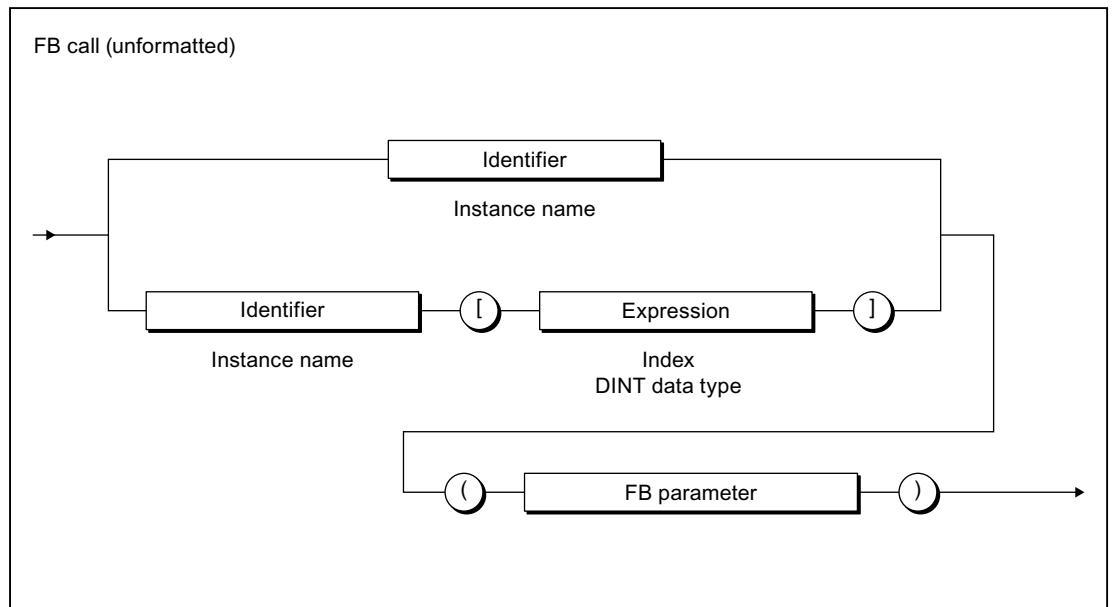 FB call (unformatted)
Identifier
Instance name
Identifier [ Expression ]
Instance name
Index
DINT data type
( FB parameter )